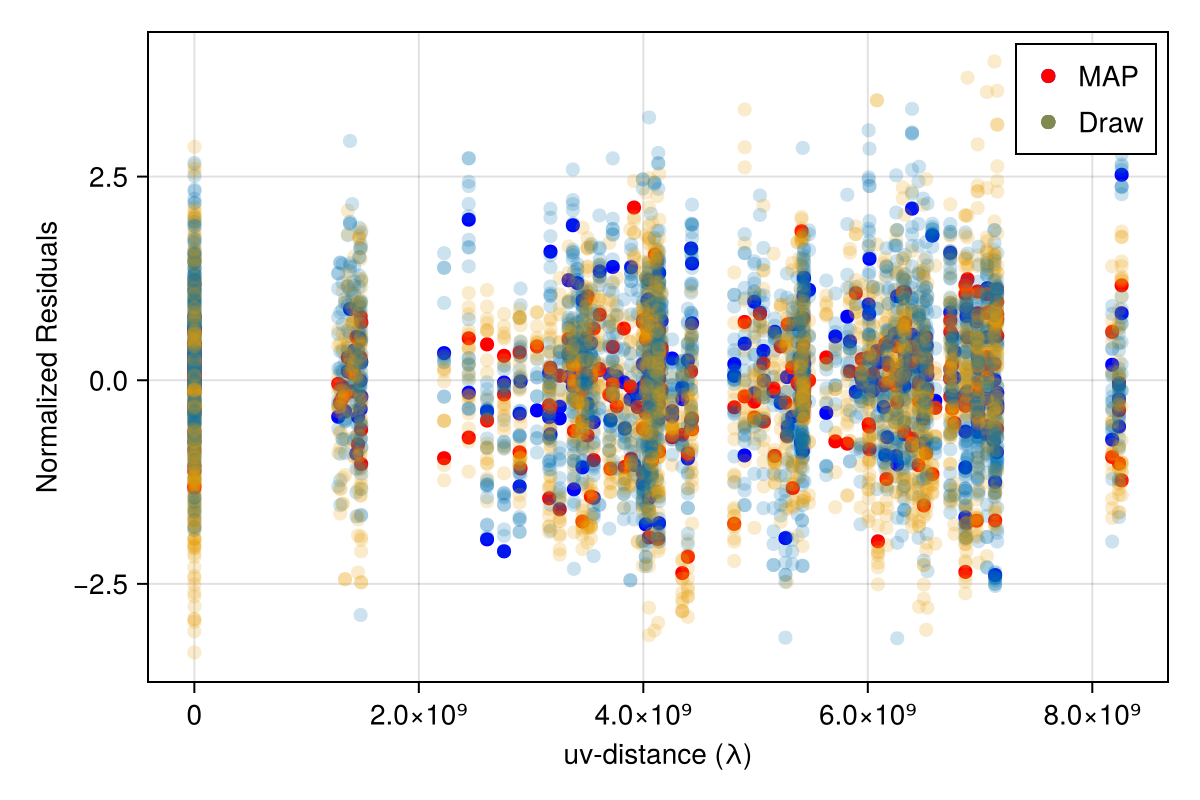 MAP
Draw
2.5
0.0
−2.5
Normalized Residuals
0
2.0×10⁹
4.0×10⁹
6.0×10⁹
8.0×10⁹
uv-distance (λ)